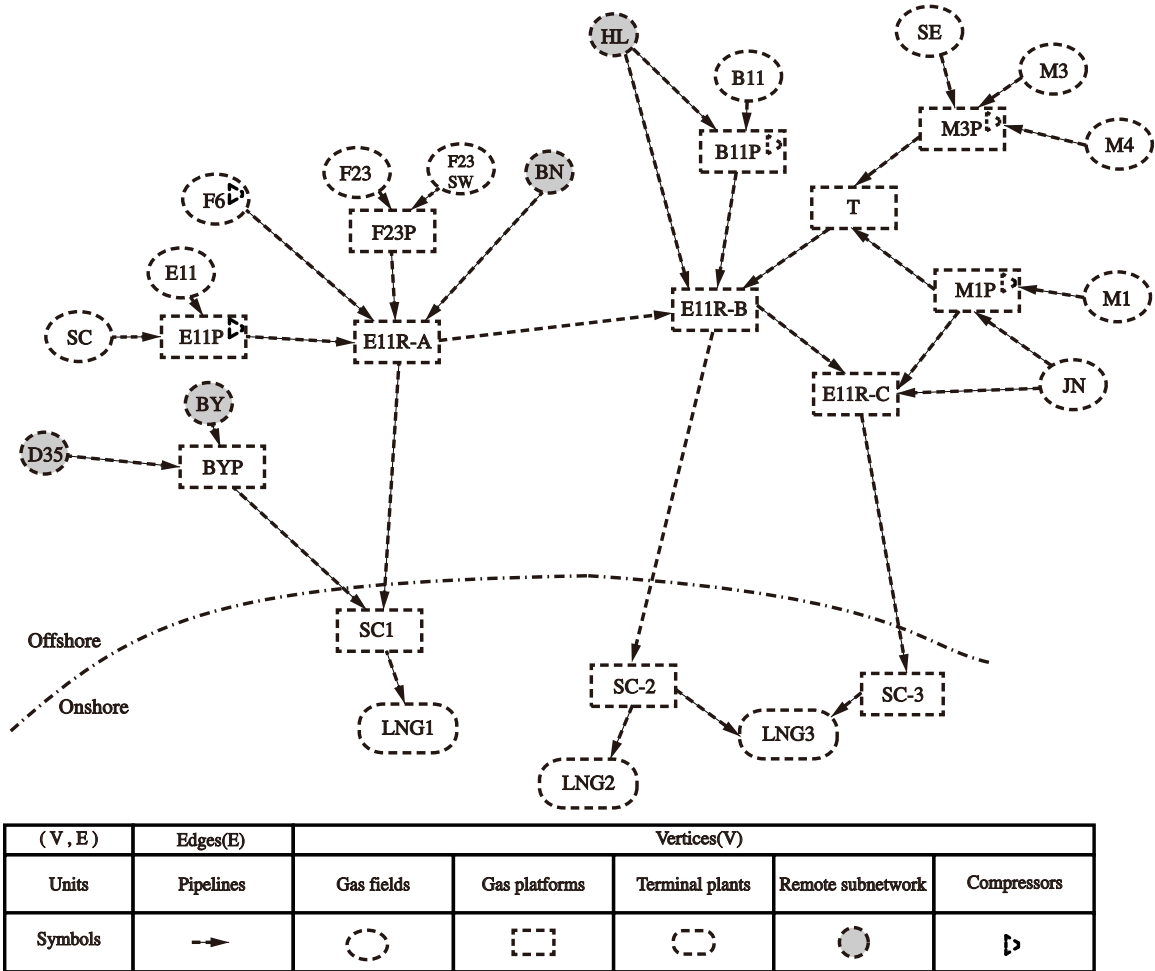 SE
HL
M3
B11
M3P
M4
B11P
F23
F23
SW
BN
F6
T
F23P
E11
M1P
M1
E11R-B
SC
E11P
E11R-A
JN
E11R-C
BY
D35
BYP
SC1
Offshore
SC-2
SC-3
Onshore
LNG1
LNG3
LNG2
( V , E ) Edges(E) Vertices(V)
Units Pipelines Gas fields Gas platforms Terminal plants Remote subnetwork Compressors
Symbols